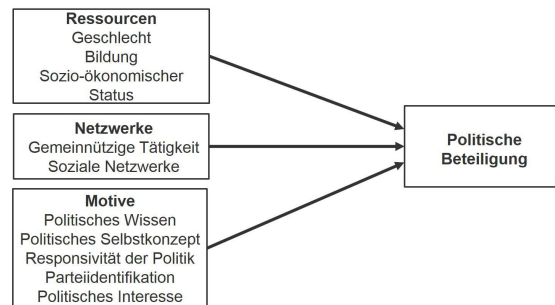 Ressourcen
Geschlecht
Bildung
Sozio-ökonomischer
Status
Netzwerke
Gemeinnützige Tätigkeit
Soziale Netzwerke
Motive
Politisches Wissen
Politisches Selbstkonzept
Responsivität der Politik
Parteiidentifikation
Politisches Interesse
Politische
Beteiligung